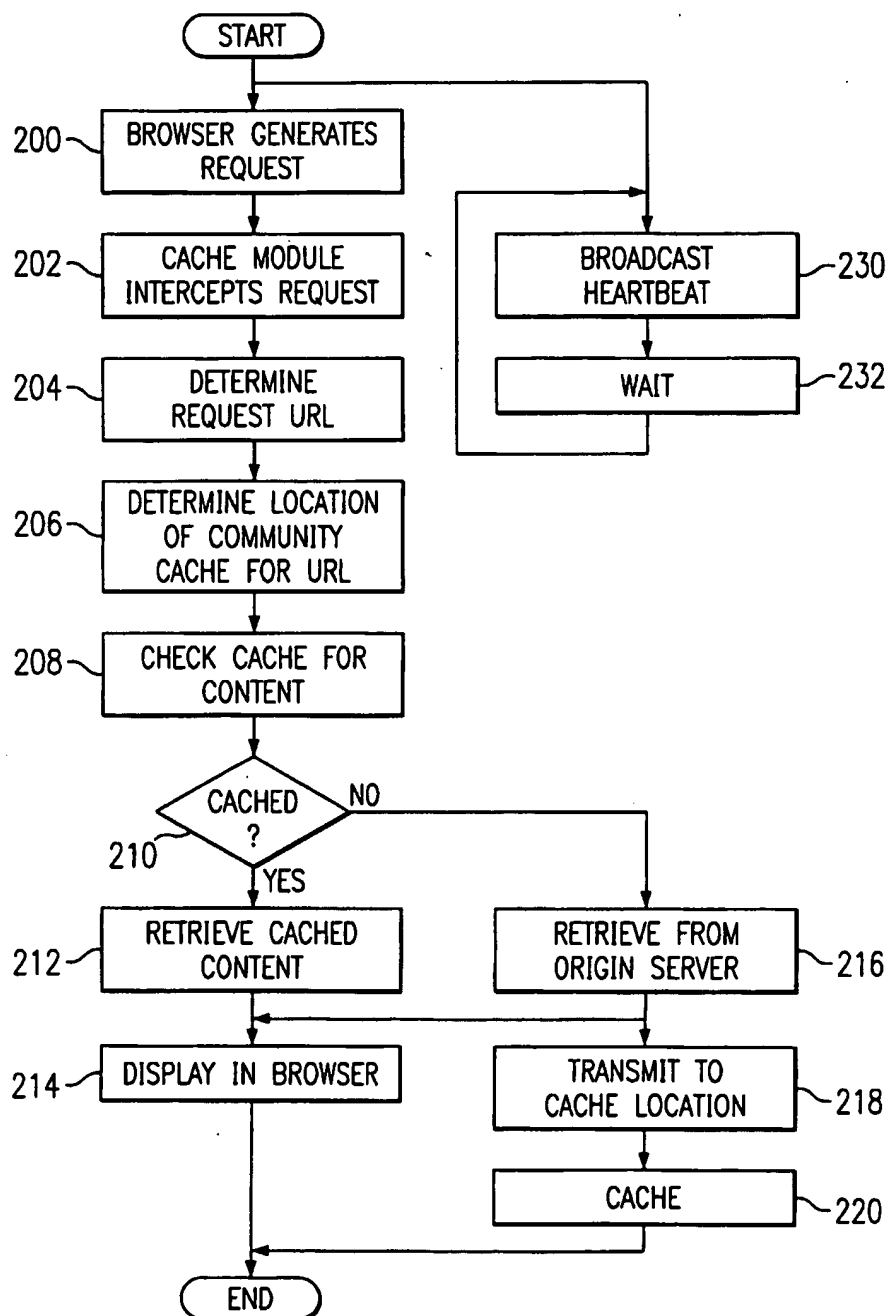 START
200
BROWSER GENERATES
REQUEST
202
CACHE MODULE
INTERCEPTS REQUEST
BROADCAST
HEARTBEAT
230
204
DETERMINE
REQUEST URL
WAIT
232
206
DETERMINE LOCATION
OF COMMUNITY
CACHE FOR URL
208
CHECK CACHE FOR
CONTENT
CACHED
?
NO
210
YES
212
RETRIEVE CACHED
CONTENT
RETRIEVE FROM
ORIGIN SERVER
216
214
DISPLAY IN BROWSER
TRANSMIT TO
CACHE LOCATION
218
CACHE
220
END